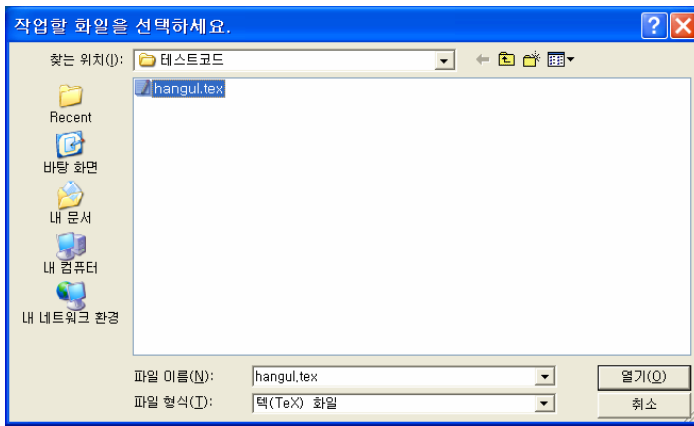 작업할 화일을 선택하세요.
찾는 위치(I):
테스트코드
hangul.tex
Recent
바탕 화면
내 문서
내 컴퓨터
내 네트워크 환경
파일 이름(N):
hangul.tex
열기(O)
파일 형식(T):
텍(TeX) 화일
취소